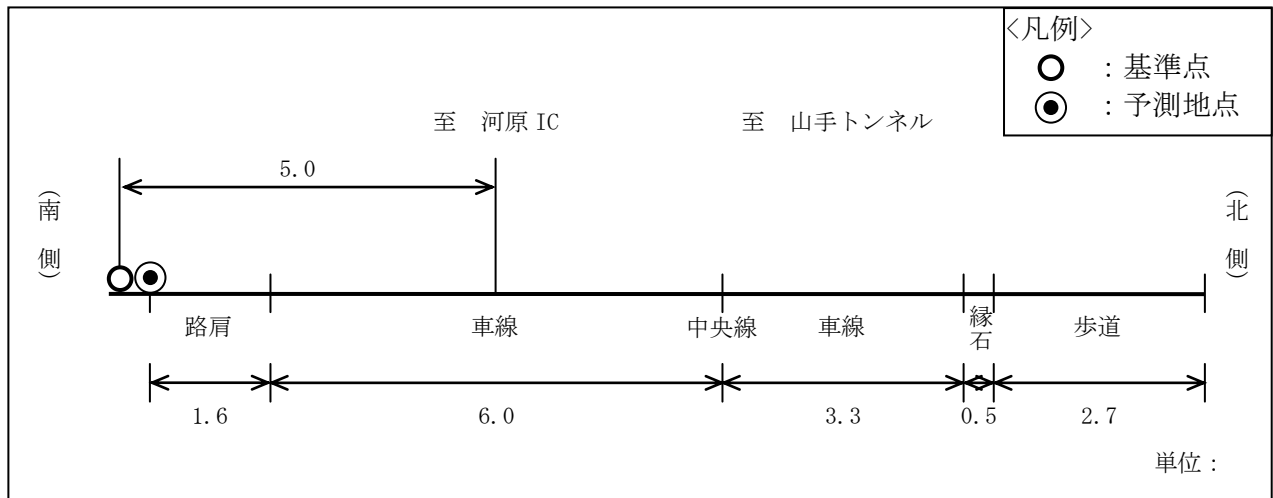 <凡例>
：基準点
：予測地点
至 河原 IC
至 山手トンネル
5.0
(南側)
(北側)
路肩
車線
中央線
車線
縁石
歩道
1.6
6.0
3.3
0.5
2.7
単位：